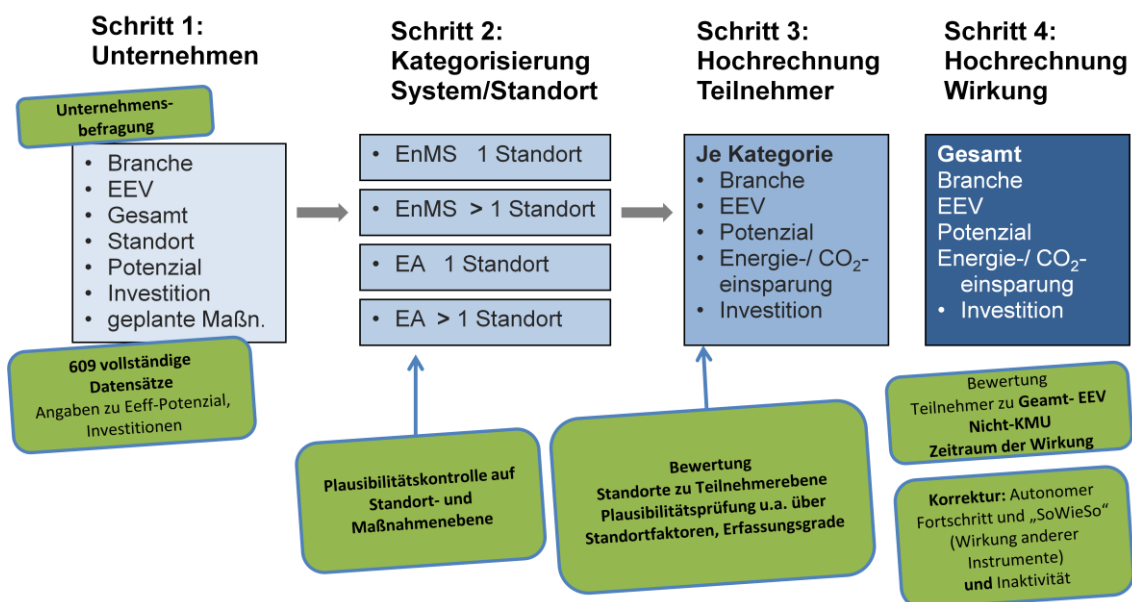 Schritt 1:
Unternehmen
Unternehmens-
befragung
• Branche
• EEV
• Gesamt
• Standort
• Potenzial
• Investition
• geplante Maßn.
609 vollständige
Datensätze
Angaben zu Eeff-Potenzial,
Investitionen
Schritt 2:
Kategorisierung
System/Standort
• EnMS 1 Standort
• EnMS > 1 Standort
• EA 1 Standort
• EA > 1 Standort
Plausibilitätskontrolle auf
Standort- und
Maßnahmenebene
Schritt 3:
Hochrechnung
Teilnehmer
Je Kategorie
• Branche
• EEV
• Potenzial
• Energie-/ CO₂-
einsparung
• Investition
Bewertung
Standorte zu Teilnehmerebene
Plausibilitätsprüfung u.a. über
Standortfaktoren, Erfassungsgrade
Schritt 4:
Hochrechnung
Wirkung
Gesamt
Branche
EEV
Potenzial
Energie-/ CO₂-
einsparung
• Investition
Bewertung
Teilnehmer zu Geamt- EEV
Nicht-KMU
Zeitraum der Wirkung
Korrektur: Autonomer
Fortschritt und „SoWieSo“
(Wirkung anderer
Instrumente)
und Inaktivität